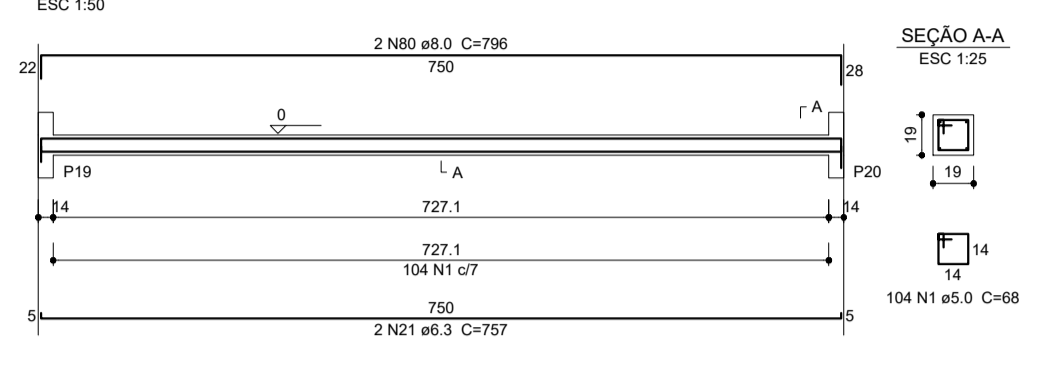 ESC 1:50
2 N80 ø8.0 C=796
750
22
28
0
A
P19
A
P20
14
727.1
14
727.1
104 N1 c/7
750
5
5
2 N21 ø6.3 C=757
SEÇÃO A-A
ESC 1:25
19
19
14
14
104 N1 ø5.0 C=68